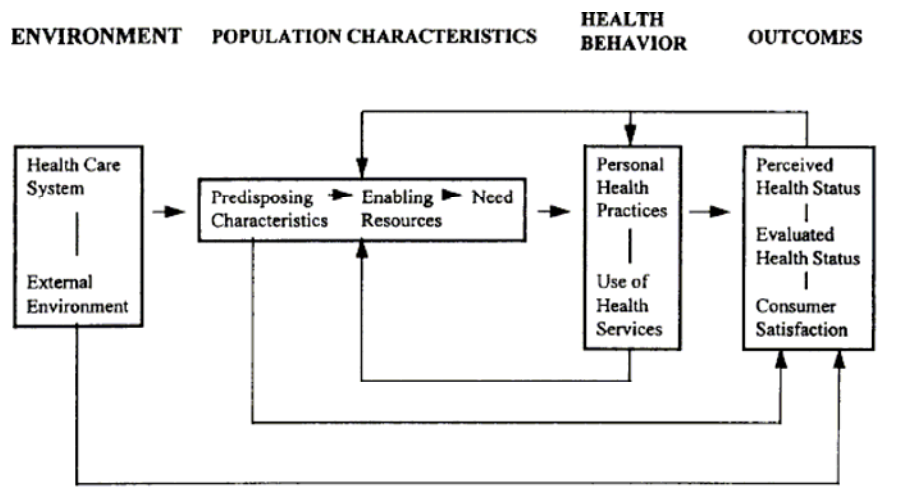 ENVIRONMENT
POPULATION CHARACTERISTICS
HEALTH
BEHAVIOR
OUTCOMES
Health Care
System
External
Environment
Predisposing
Characteristics
Enabling
Resources
Need
Personal
Health
Practices
Use of
Health
Services
Perceived
Health Status
Evaluated
Health Status
Consumer
Satisfaction